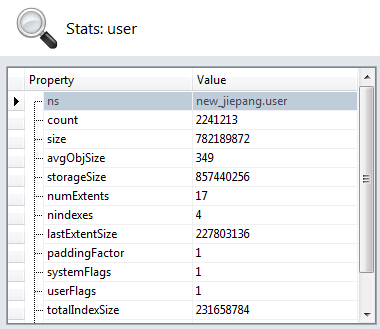 Stats: user
Property Value
ns new_jiepang.user
count 2241213
size 782189872
avgObjSize 349
storageSize 857440256
numExtents 17
nindexes 4
lastExtentSize 227803136
paddingFactor 1
systemFlags 1
userFlags 1
totalIndexSize 231658784